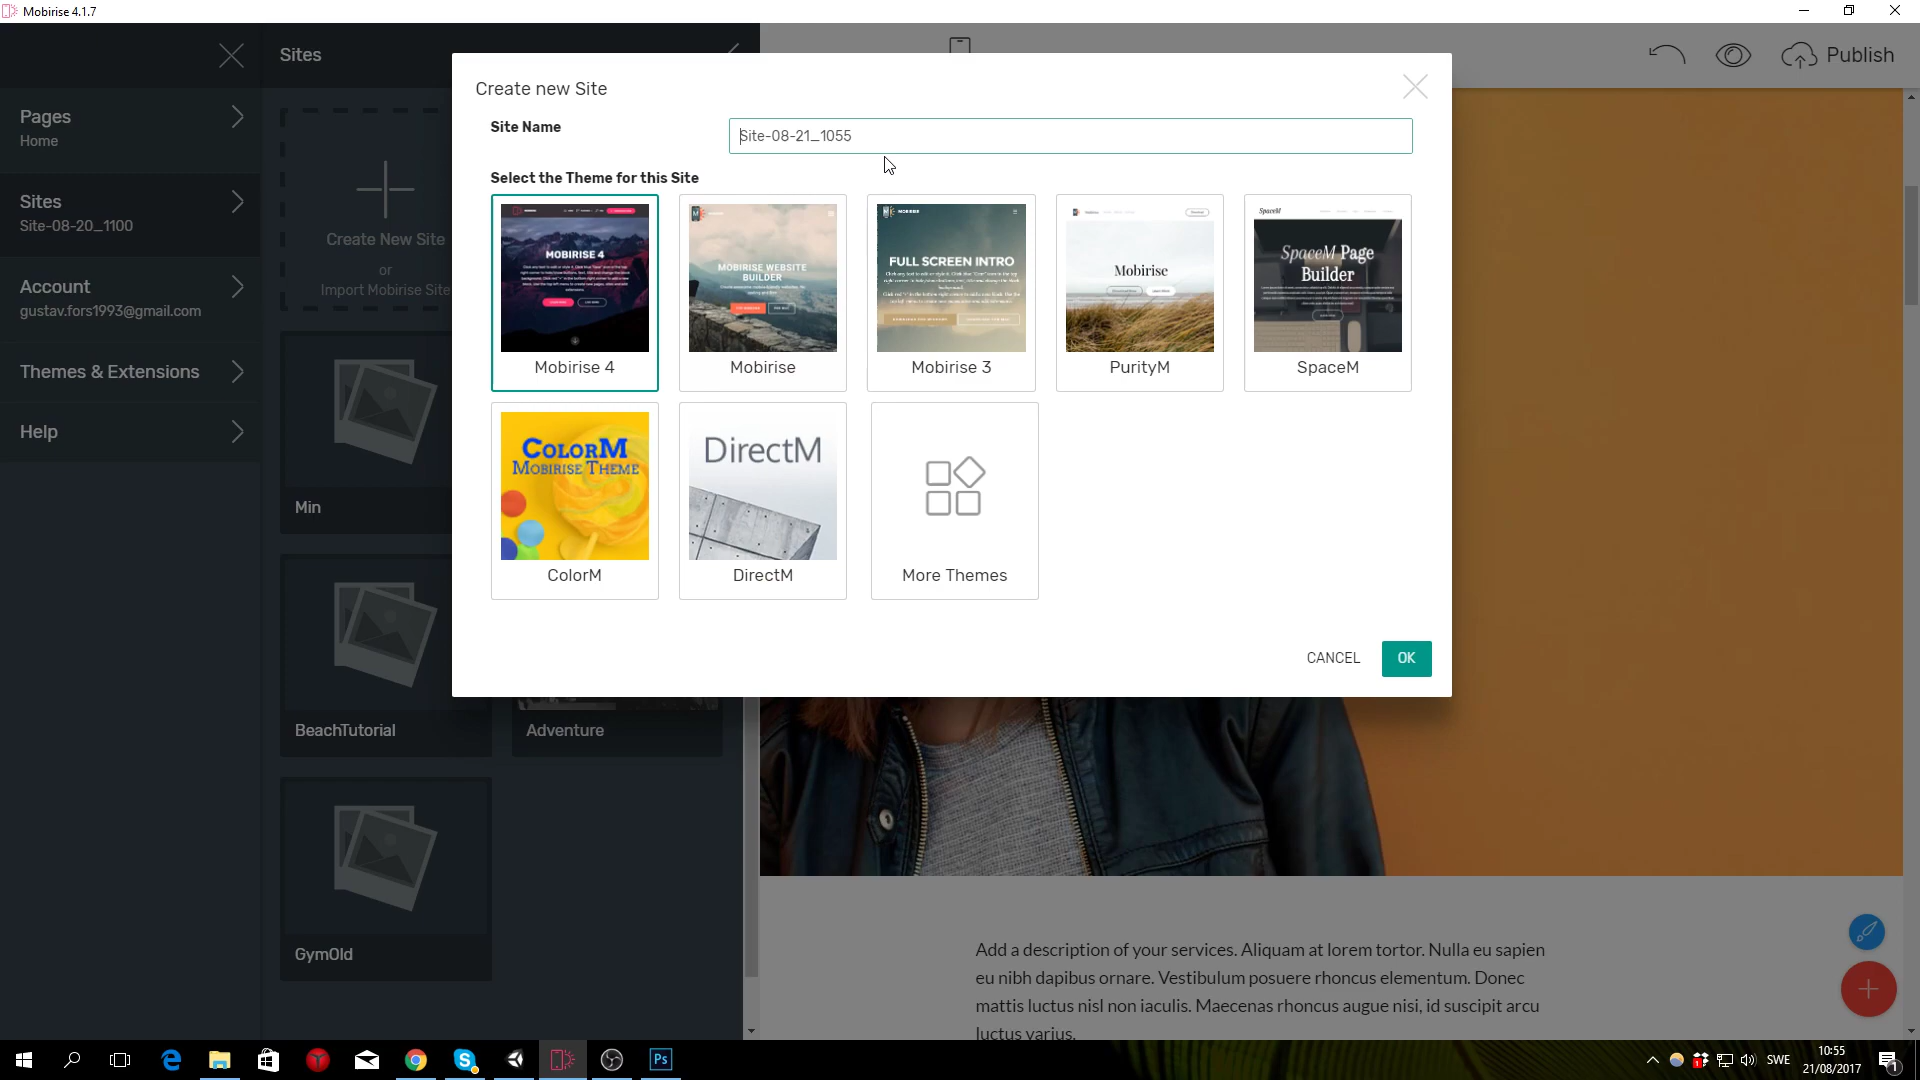 Mobirise 4.1.7
Sites
Publish
Pages
Home
Sites
Site-08-20_1100
Account
gustav.fors1993@gmail.com
Themes & Extensions
Help
Create New Site
or
Import Mobirise Site
Min
BeachTutorial
Adventure
GymOld
Create new Site
Site Name
Site-08-21_1055
Select the Theme for this Site
MOBIRISE 4
Mobirise 4
MOBIRISE WEBSITE
BUILDER
Mobirise
FULL SCREEN INTRO
Mobirise 3
Mobirise
PurityM
SpaceM
SpaceM Page
Builder
SpaceM
COLORM
MOBIRISE THEME
ColorM
DirectM
DirectM
More Themes
CANCEL
OK
Add a description of your services. Aliquam at lorem tortor. Nulla eu sapien
eu nibh dapibus ornare. Vestibulum posuere rhoncus elementum. Donec
mattis luctus nisl non iaculis. Maecenas rhoncus augue nisi, id suscipit arcu
luctus varius.
Ps
SWE
10:55
21/08/2017
1